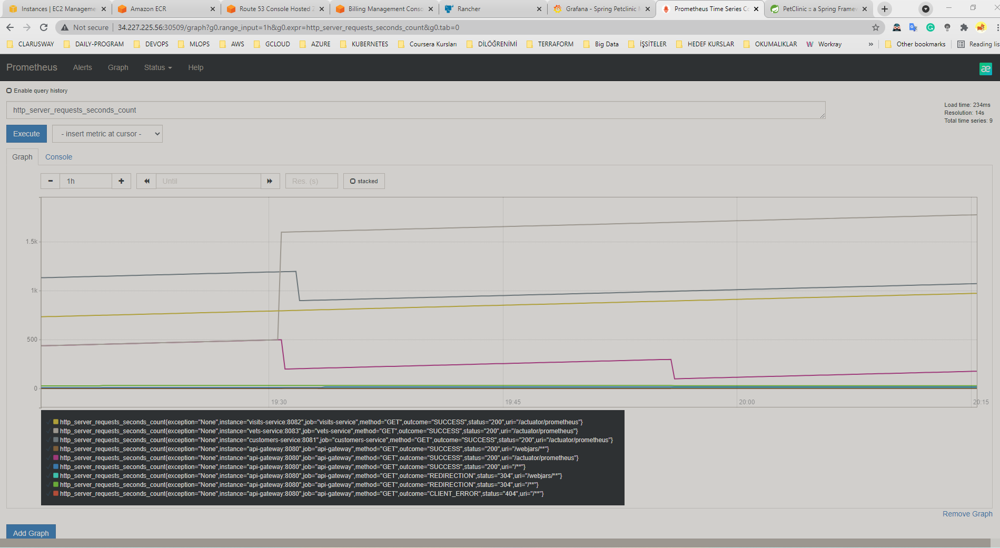 Instances | EC2 Manageme
Amazon ECR
Route 53 Console Hosted Z
Billing Management Conso
Rancher
Grafana - Spring Petclinic M
Prometheus Time Series Co
PetClinic :: a Spring Framew
Not secure | 34.227.225.56:30509/graph?g0.range_input=1h&g0.expr=http_server_requests_seconds_count&g0.tab=0
CLARUSWAY DAILY-PROGRAM DEVOPS MLOPS AWS GCLOUD AZURE KUBERNETES Coursera Kursları DİLÖĞRENİMİ TERRAFORM Big Data İŞSİTELER HEDEF KURSLAR OKUMALIKLAR Workray » Other bookmarks Reading lis
Prometheus Alerts Graph Status Help
Enable query history
http_server_requests_seconds_count
Load time: 234ms
Resolution: 14s
Total time series: 9
Execute
- insert metric at cursor -
Graph Console
- 1h + Until Res. (s) stacked
1.5k
1k
500
0
19:30 19:45 20:00 20:15
http_server_requests_seconds_count{exception="None",instance="visits-service:8082",job="visits-service",method="GET",outcome="SUCCESS",status="200",uri="/actuator/prometheus"}
http_server_requests_seconds_count{exception="None",instance="vets-service:8083",job="vets-service",method="GET",outcome="SUCCESS",status="200",uri="/actuator/prometheus"}
http_server_requests_seconds_count{exception="None",instance="customers-service:8081",job="customers-service",method="GET",outcome="SUCCESS",status="200",uri="/actuator/prometheus"}
http_server_requests_seconds_count{exception="None",instance="api-gateway:8080",job="api-gateway",method="GET",outcome="SUCCESS",status="200",uri="/webjars/**"}
http_server_requests_seconds_count{exception="None",instance="api-gateway:8080",job="api-gateway",method="GET",outcome="SUCCESS",status="200",uri="/actuator/prometheus"}
http_server_requests_seconds_count{exception="None",instance="api-gateway:8080",job="api-gateway",method="GET",outcome="SUCCESS",status="200",uri="/**"}
http_server_requests_seconds_count{exception="None",instance="api-gateway:8080",job="api-gateway",method="GET",outcome="REDIRECTION",status="304",uri="/webjars/**"}
http_server_requests_seconds_count{exception="None",instance="api-gateway:8080",job="api-gateway",method="GET",outcome="REDIRECTION",status="304",uri="/**"}
http_server_requests_seconds_count{exception="None",instance="api-gateway:8080",job="api-gateway",method="GET",outcome="CLIENT_ERROR",status="404",uri="/**"}
Remove Graph
Add Graph